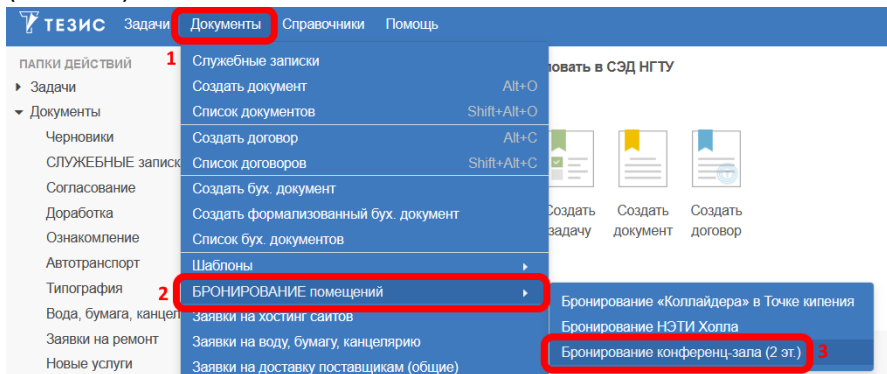 ТЕЗИС Задачи Документы Справочники Помощь
1
ПАПКИ ДЕЙСТВИЙ
Задачи
Документы
Черновики
СЛУЖЕБНЫЕ записк
Согласование
Доработка
Ознакомление
Автотранспорт
Типография
Вода, бумага, канцел
Заявки на ремонт
Новые услуги
Служебные записки
Создать документ Alt+O
Список документов Shift+Alt+O
Создать договор Alt+C
Список договоров Shift+Alt+C
Создать бух. документ
Создать формализованный бух. документ
Список бух. документов
Шаблоны
2
БРОНИРОВАНИЕ помещений
Заявки на хостинг сайтов
Заявки на воду, бумагу, канцелярию
Заявки на доставку поставщикам (общие)
ловать в СЭД НГТУ
Создать задачу
Создать документ
Создать договор
Бронирование «Коллайдера» в Точке кипения
Бронирование НЭТИ Холла
Бронирование конференц-зала (2 эт.) 3